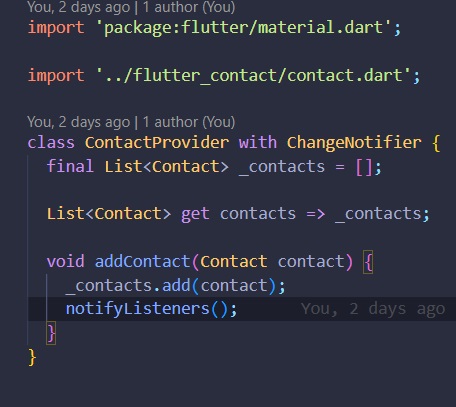 You, 2 days ago | 1 author (You)
import 'package:flutter/material.dart';
import '../flutter_contact/contact.dart';
You, 2 days ago | 1 author (You)
class ContactProvider with ChangeNotifier {
final List<Contact> _contacts = [];
List<Contact> get contacts => _contacts;
void addContact(Contact contact) {
_contacts.add(contact);
notifyListeners(); You, 2 days ago
}
}